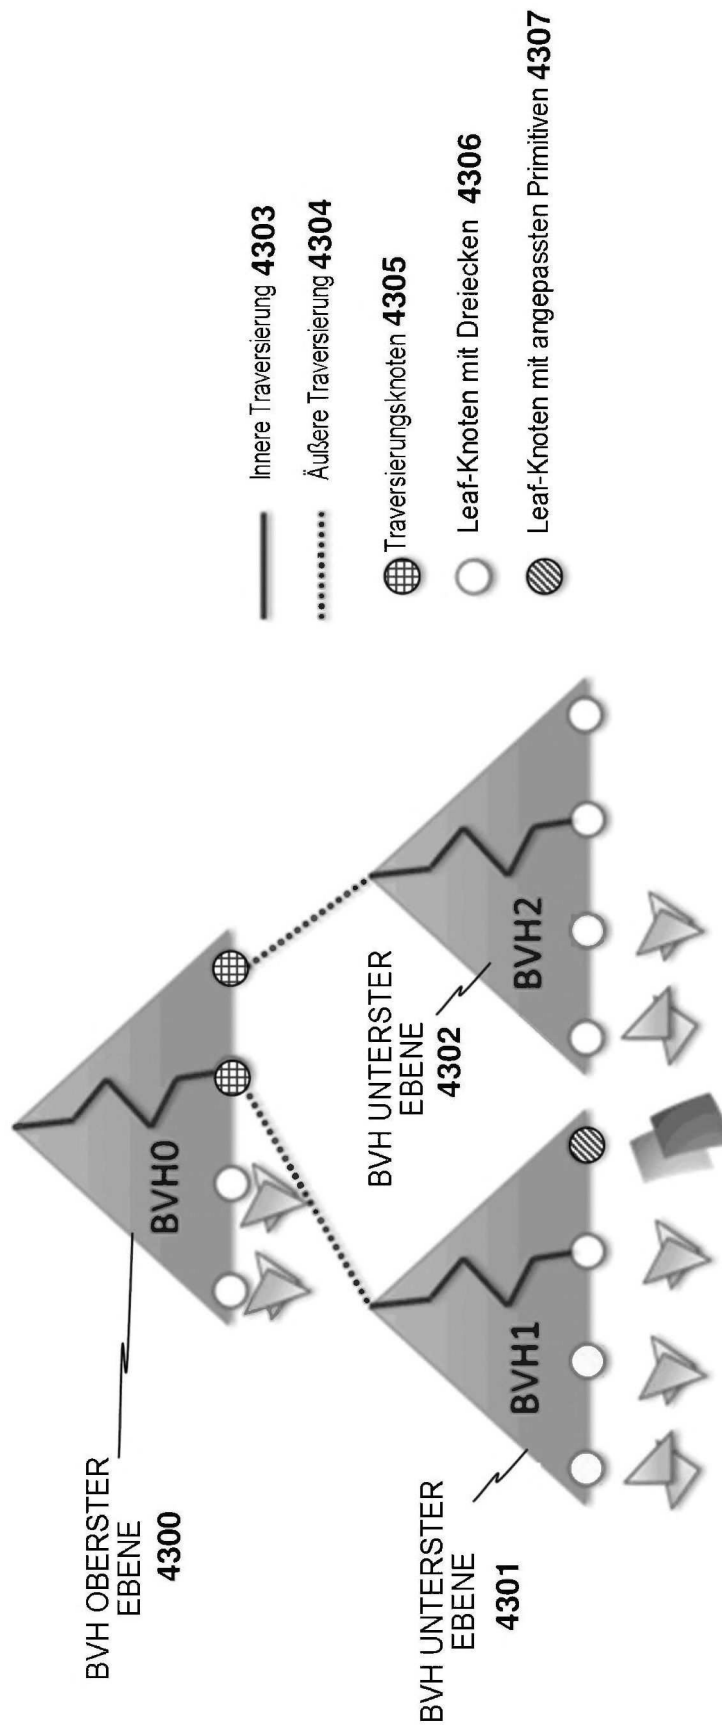 BVH OBERSTER
EBENE
4300
BVH0
BVH UNTERSTER
EBENE
4301
BVH1
BVH UNTERSTER
EBENE
4302
BVH2
Innere Traversierung 4303
Äußere Traversierung 4304
Traversierungsknoten 4305
Leaf-Knoten mit Dreiecken 4306
Leaf-Knoten mit angepassten Primitiven 4307